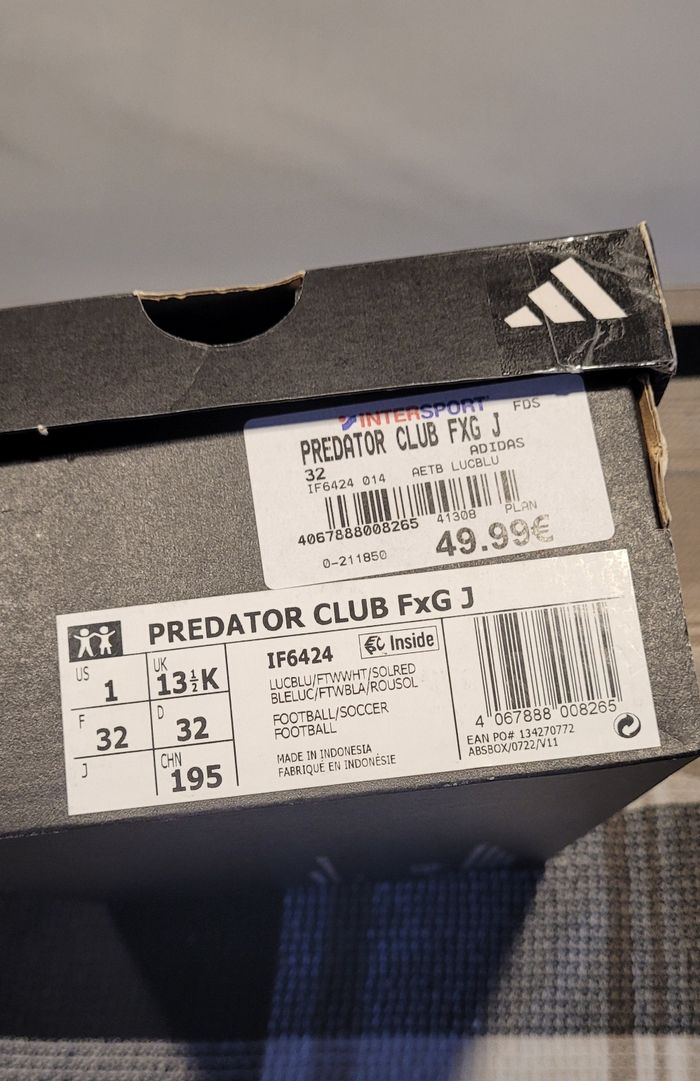 INTERSPORT FDS
PREDATOR CLUB FXG J
32 ADIDAS
IF6424 014 AETB LUCBLU
4067888008265 41308 PLAN
0-211850 49.99€
PREDATOR CLUB FxG J
US 1
UK 13½K
F 32
D 32
J
CHN 195
IF6424
Inside
LUCBLU/FTWWHT/SOLRED
BLELUC/FTWBLA/ROUSOL
FOOTBALL/SOCCER
FOOTBALL
MADE IN INDONESIA
FABRIQUÉ EN INDONÉSIE
4 067888 008265
EAN PO# 134270772
ABSBOX/0722/V11